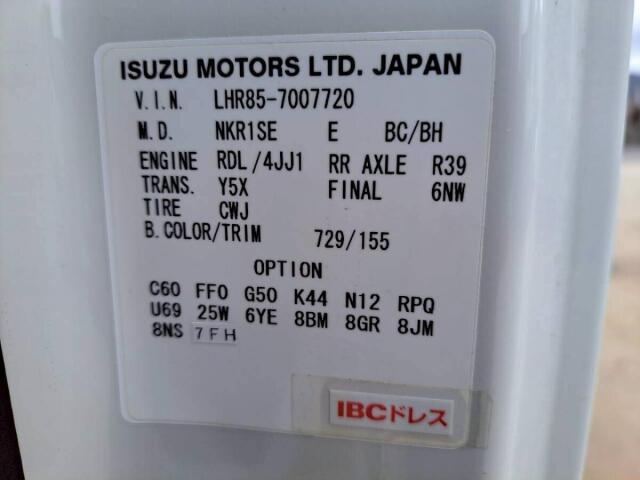 ISUZU MOTORS LTD. JAPAN
V.I.N. LHR85-7007720
M.D. NKR1SE E BC/BH
ENGINE RDL/4JJ1 RR AXLE R39
TRANS. Y5X FINAL 6NW
TIRE CWJ
B.COLOR/TRIM 729/155
OPTION
C60 FF0 G50 K44 N12 RPQ
U69 25W 6YE 8BM 8GR 8JM
8NS 7FH
IBCドレス